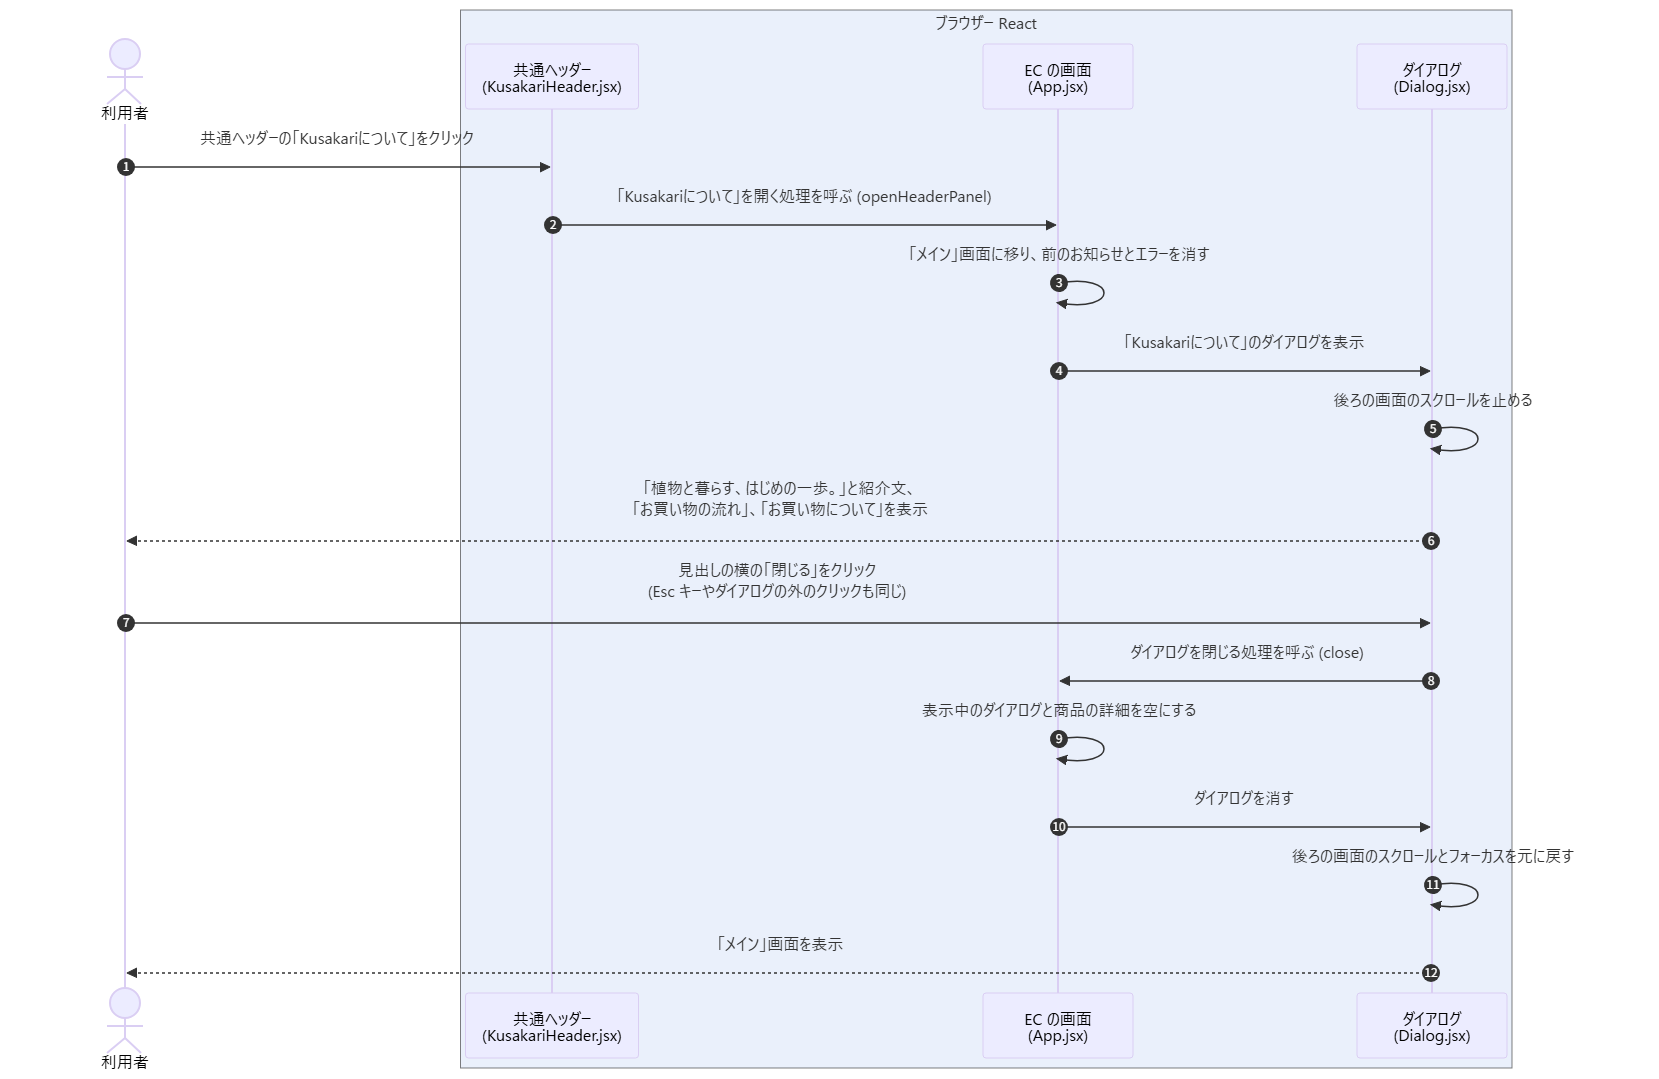 ブラウザー React
共通ヘッダー
(KusakariHeader.jsx)
EC の画面
(App.jsx)
ダイアログ
(Dialog.jsx)
利用者
共通ヘッダーの「Kusakariについて」をクリック
1
「Kusakariについて」を開く処理を呼ぶ (openHeaderPanel)
2
「メイン」画面に移り、前のお知らせとエラーを消す
3
「Kusakariについて」のダイアログを表示
4
後ろの画面のスクロールを止める
5
「植物と暮らす、はじめの一歩。」と紹介文、
「お買い物の流れ」、「お買い物について」を表示
6
見出しの横の「閉じる」をクリック
(Esc キーやダイアログの外のクリックも同じ)
7
ダイアログを閉じる処理を呼ぶ (close)
8
表示中のダイアログと商品の詳細を空にする
9
ダイアログを消す
10
後ろの画面のスクロールとフォーカスを元に戻す
11
「メイン」画面を表示
12
共通ヘッダー
(KusakariHeader.jsx)
EC の画面
(App.jsx)
ダイアログ
(Dialog.jsx)
利用者